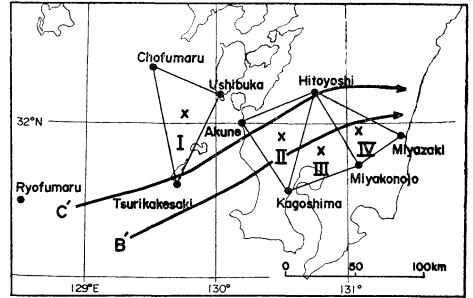 Chofumaru
Ushibuka
Hitoyoshi
32°N
Akune
I
II
III
IV
Miyazaki
Miyakonojo
Ryofumaru
Tsurikakesaki
Kagoshima
C'
B'
0 50 100km
129°E 130° 131°